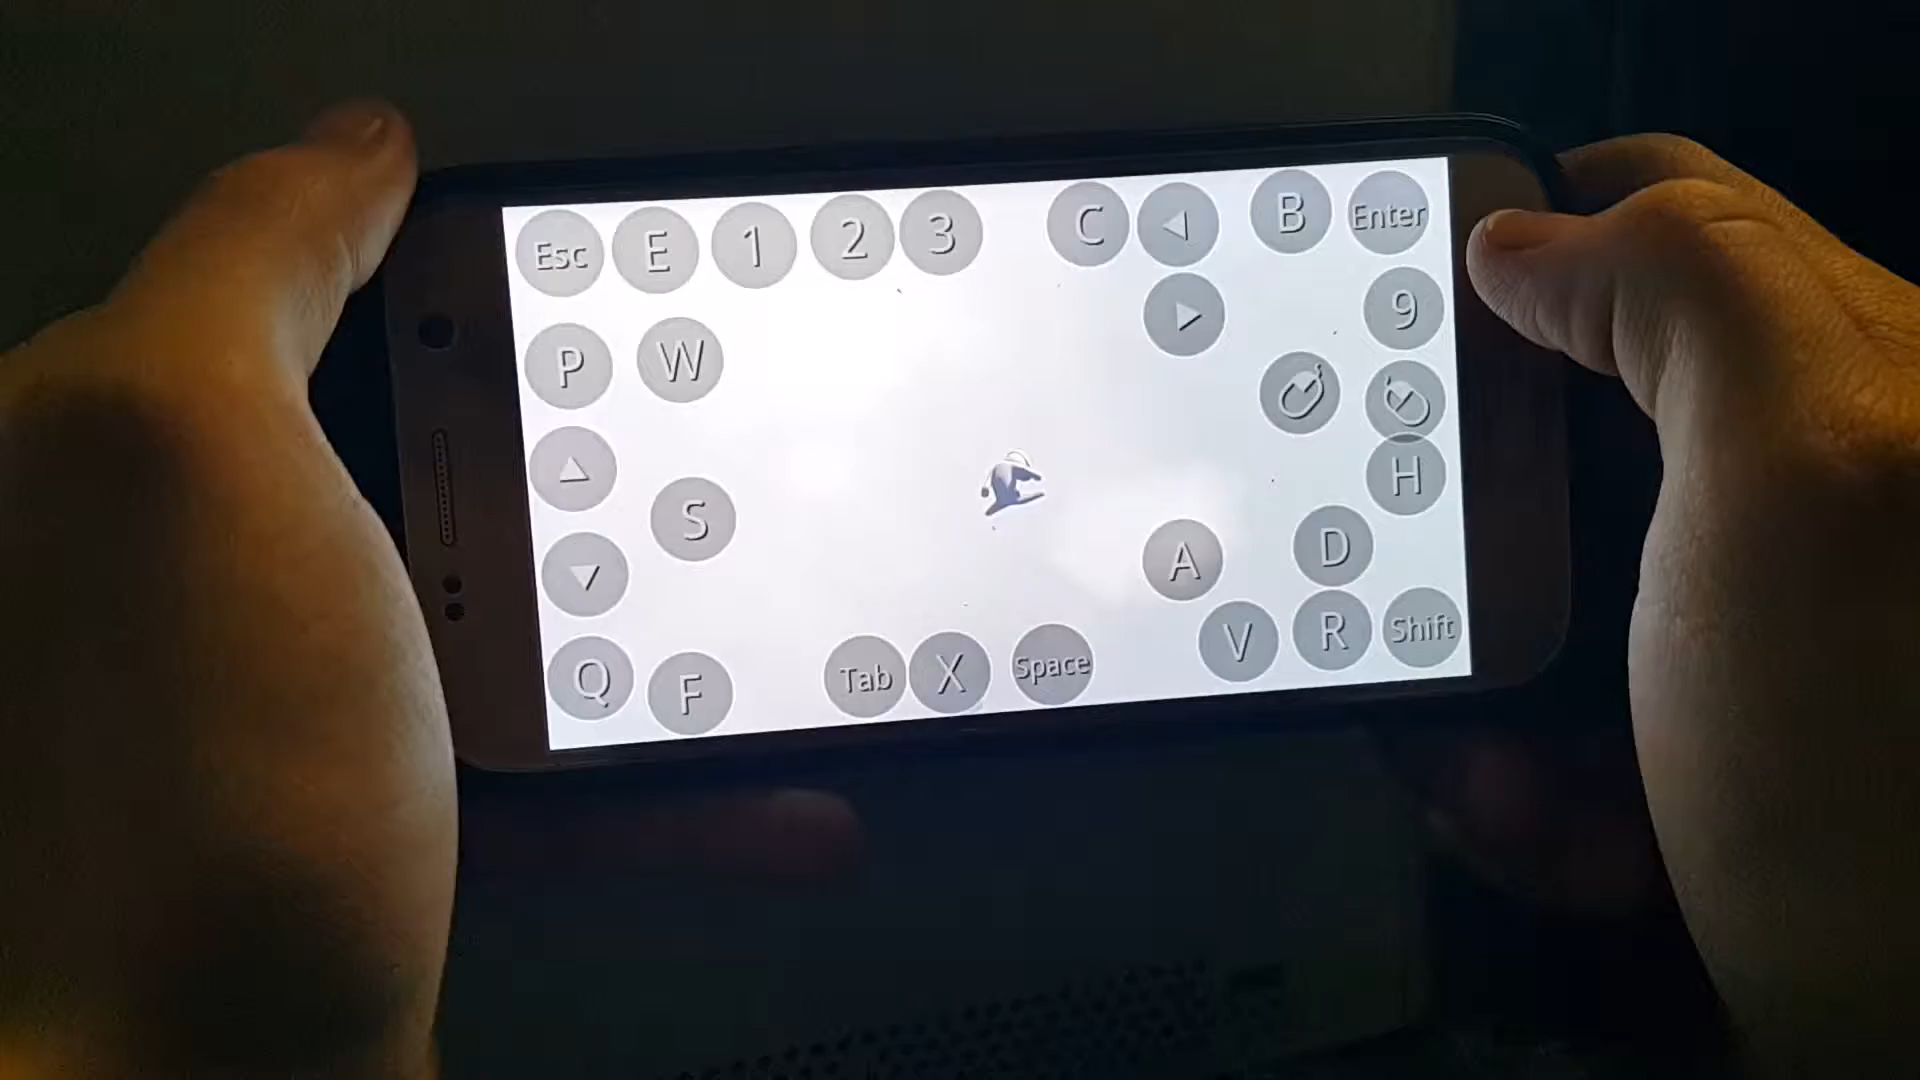 Esc E 1 2 3 C ◁ B Enter
▷ 9
P W
△ H
S D
▽ A
Q F Tab X Space V R Shift